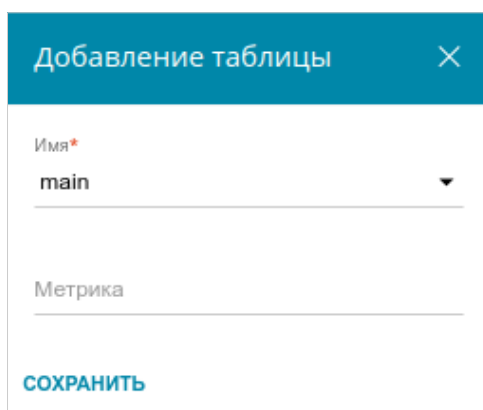 Добавление таблицы
Имя*
main
Метрика
СОХРАНИТЬ